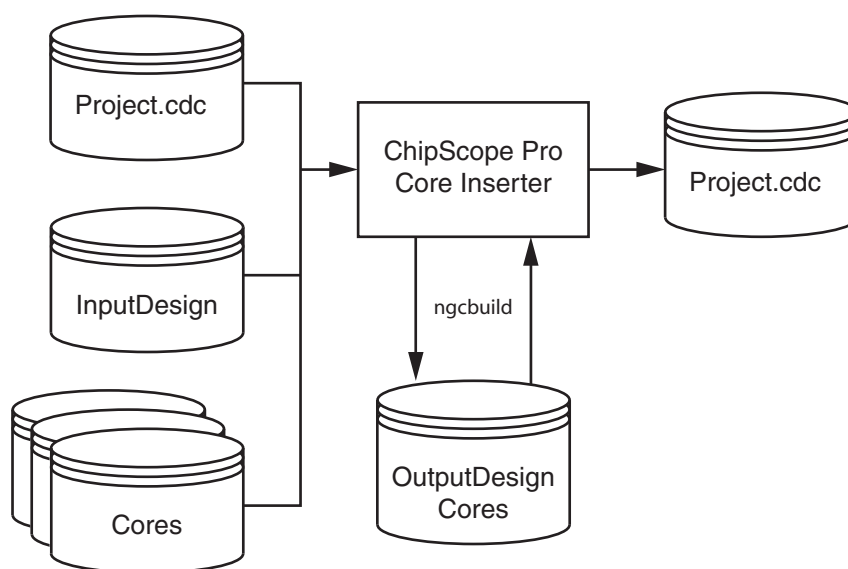 Project.cdc
ChipScope Pro
Core Inserter
Project.cdc
InputDesign
ngcbuild
OutputDesign
Cores
Cores